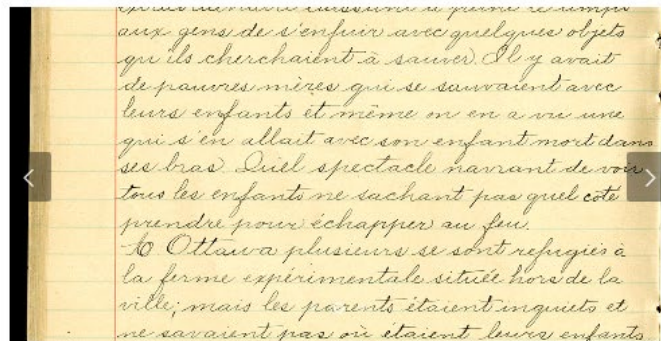 aux gens de s'enfuir avec quelques objets
qu'ils cherchaient à sauver. Il y avait
de pauvres mères qui se sauvaient avec
leurs enfants et même on en a vu une
qui s'en allait avec son enfant mort dans
ses bras. Quel spectacle navrant de voir
tous les enfants ne sachant pas quel coté
prendre pour échapper au feu.
A Ottawa plusieurs se sont refugiés à
la ferme expérimentale située hors de la
ville; mais les parents étaient inquiets et
ne savaient pas où étaient leurs enfants